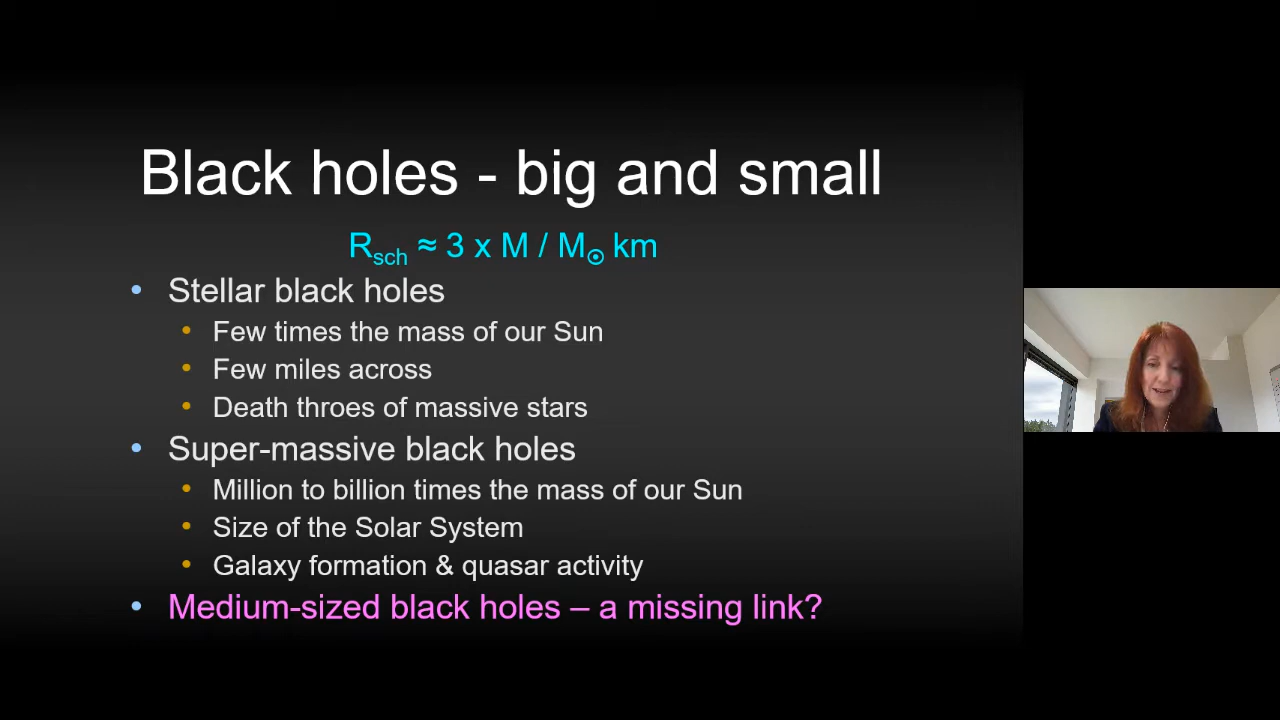 Black holes - big and small
Rsch ≈ 3 x M / M☉ km
• Stellar black holes
• Few times the mass of our Sun
• Few miles across
• Death throes of massive stars
• Super-massive black holes
• Million to billion times the mass of our Sun
• Size of the Solar System
• Galaxy formation & quasar activity
• Medium-sized black holes – a missing link?